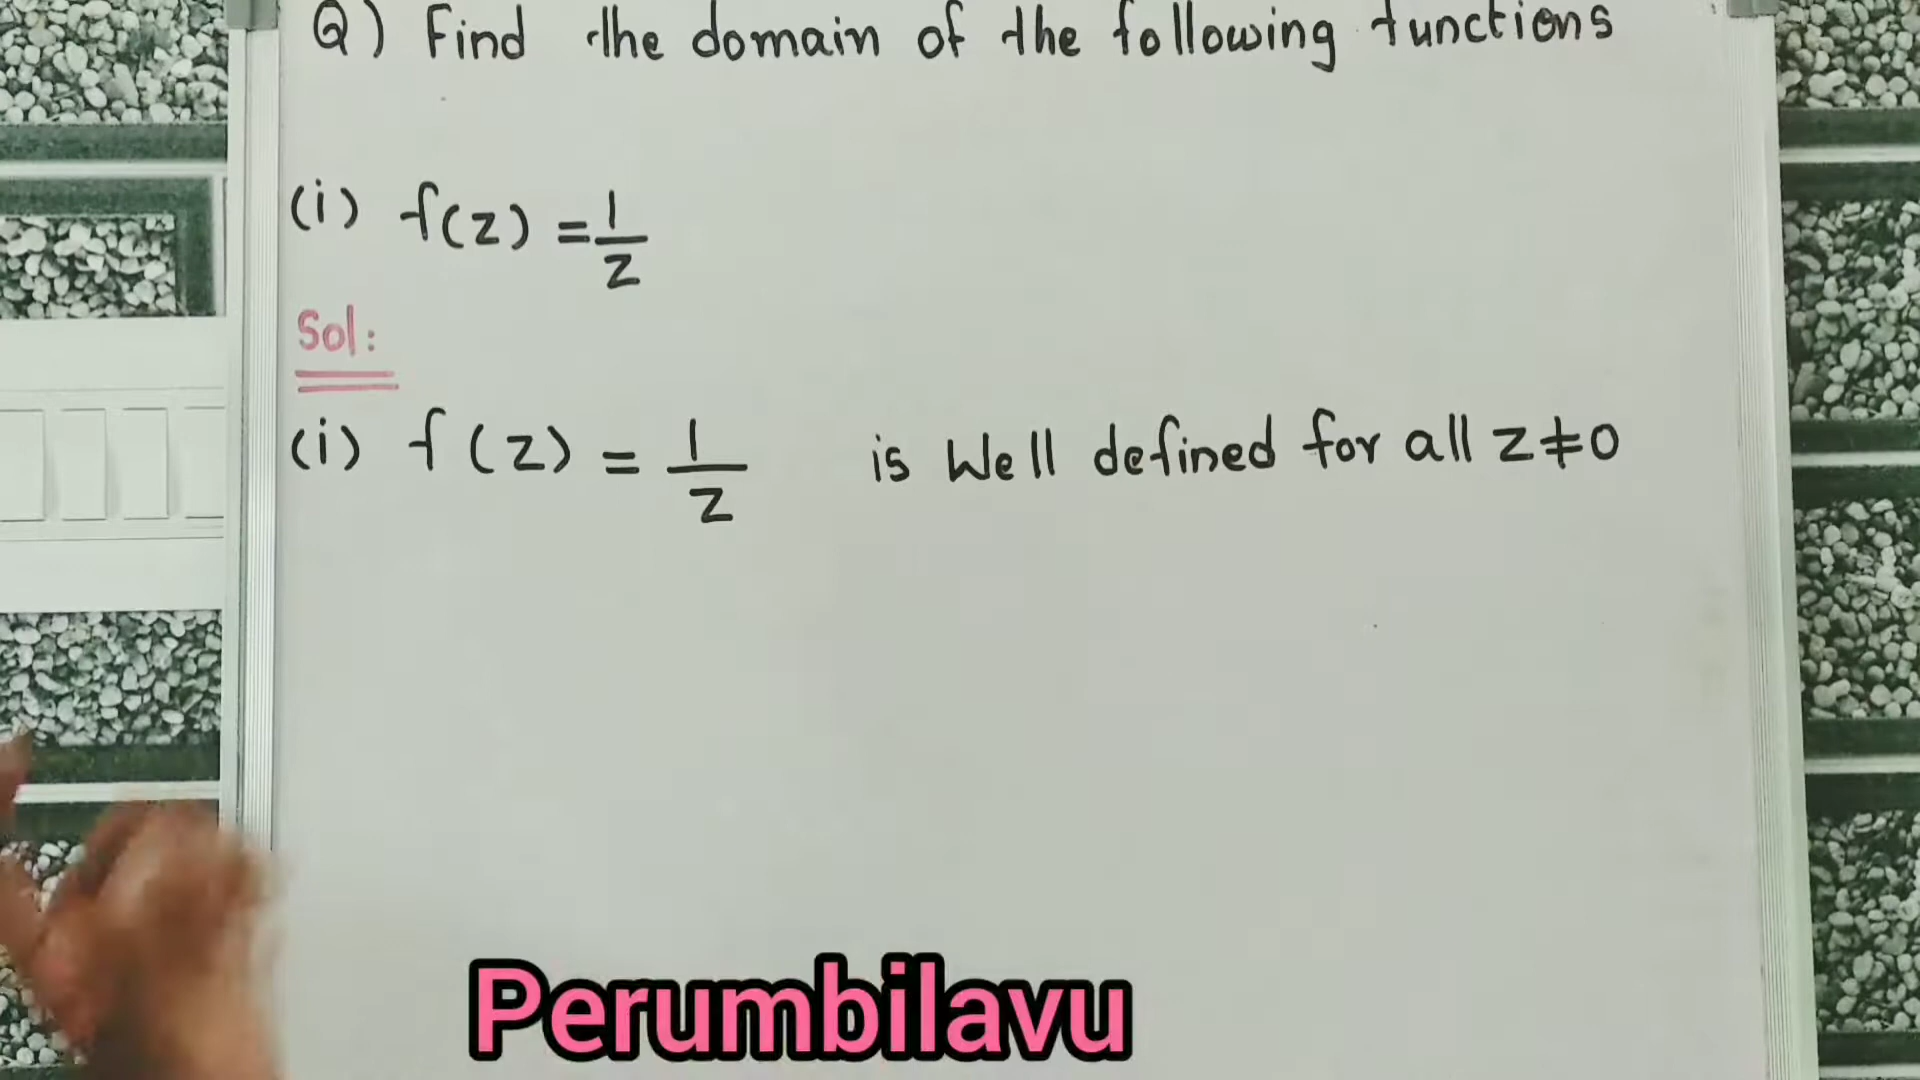 Q) Find the domain of the following functions
(i) f(z) = 1/z
Sol:
(i) f(z) = 1/z is Well defined for all z≠0
Perumbilavu